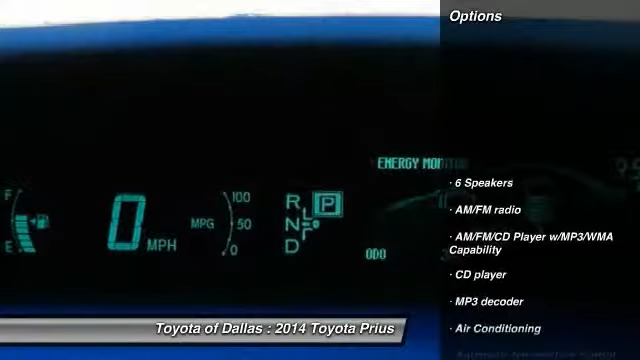 Options
F
E
0 MPH
MPG
100
50
0
R P
N
D
ENERGY
ODO
· 6 Speakers
· AM/FM radio
· AM/FM/CD Player w/MP3/WMA
Capability
· CD player
· MP3 decoder
· Air Conditioning
Toyota of Dallas : 2014 Toyota Prius